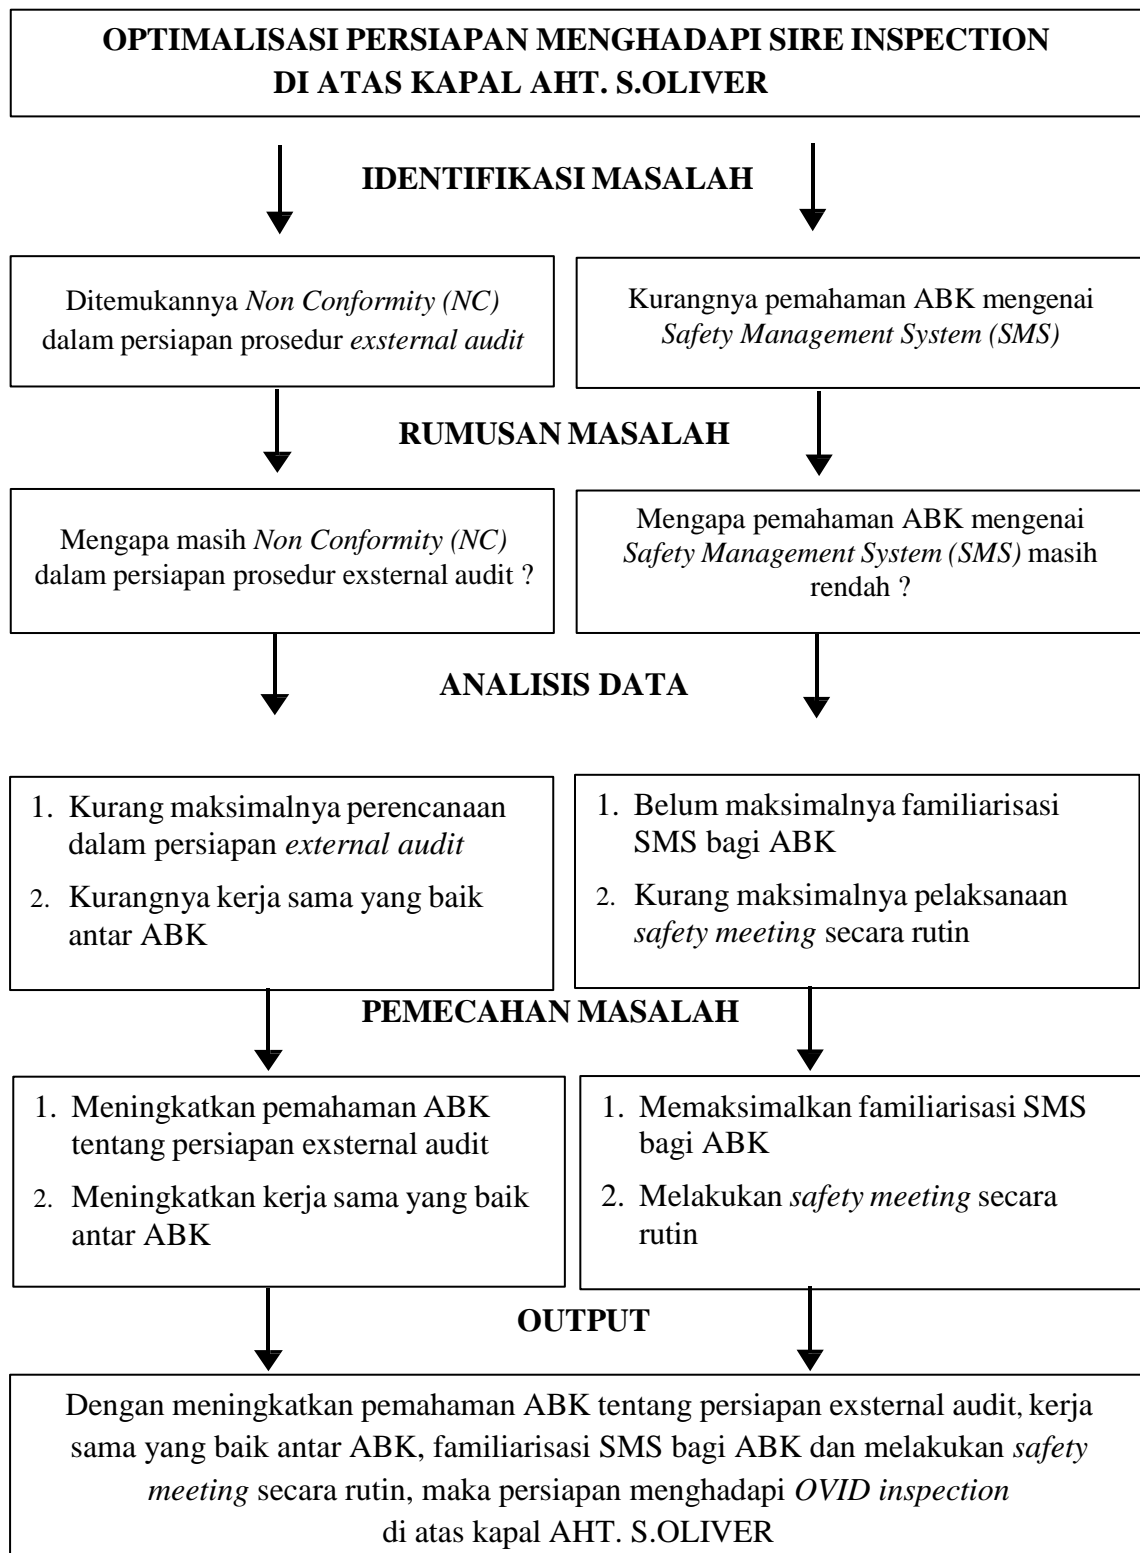 OPTIMALISASI PERSIAPAN MENGHADAPI SIRE INSPECTION
DI ATAS KAPAL AHT. S.OLIVER
IDENTIFIKASI MASALAH
Ditemukannya Non Conformity (NC)
dalam persiapan prosedur exsternal audit
Kurangnya pemahaman ABK mengenai
Safety Management System (SMS)
RUMUSAN MASALAH
Mengapa masih Non Conformity (NC)
dalam persiapan prosedur exsternal audit ?
Mengapa pemahaman ABK mengenai
Safety Management System (SMS) masih
rendah ?
ANALISIS DATA
1. Kurang maksimalnya perencanaan
dalam persiapan external audit
2. Kurangnya kerja sama yang baik
antar ABK
1. Belum maksimalnya familiarisasi
SMS bagi ABK
2. Kurang maksimalnya pelaksanaan
safety meeting secara rutin
PEMECAHAN MASALAH
1. Meningkatkan pemahaman ABK
tentang persiapan exsternal audit
2. Meningkatkan kerja sama yang baik
antar ABK
1. Memaksimalkan familiarisasi SMS
bagi ABK
2. Melakukan safety meeting secara
rutin
OUTPUT
Dengan meningkatkan pemahaman ABK tentang persiapan exsternal audit, kerja
sama yang baik antar ABK, familiarisasi SMS bagi ABK dan melakukan safety
meeting secara rutin, maka persiapan menghadapi OVID inspection
di atas kapal AHT. S.OLIVER